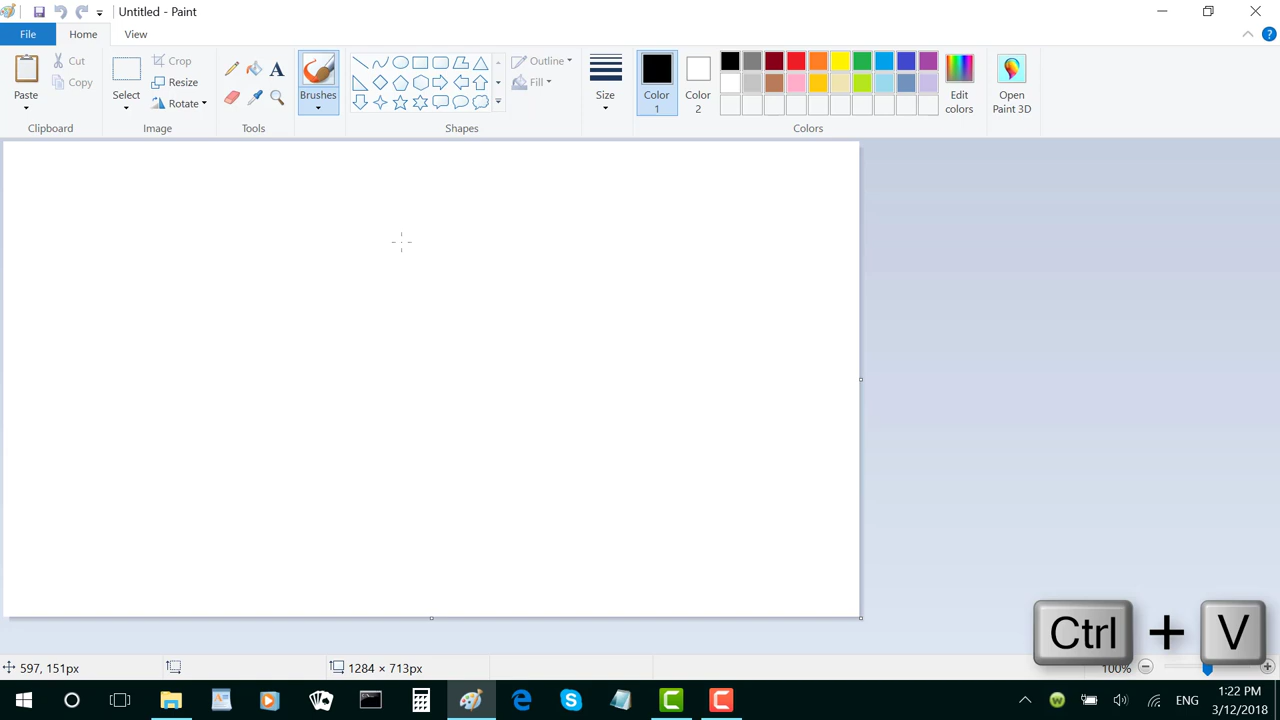 Untitled - Paint
File
Home
View
Paste
Cut
Copy
Clipboard
Select
Crop
Resize
Rotate
Image
A
Tools
Brushes
Shapes
Outline
Fill
Size
Color 1
Color 2
Edit colors
Colors
Open Paint 3D
?
Ctrl + V
597, 151px
1284 × 713px
100%
ENG
1:22 PM
3/12/2018